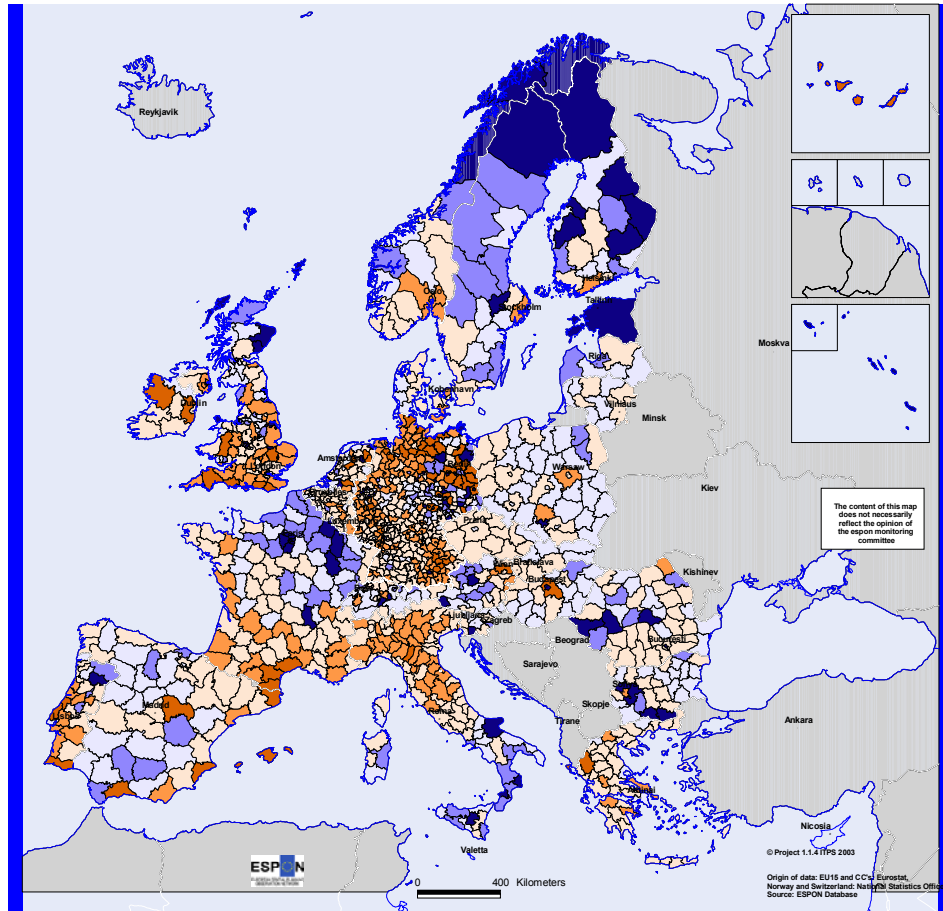 Reykjavik
Helsinki
Oslo
Stockholm
Tallinn
Moskva
Riga
København
Dublin
Vilnius
Minsk
Amsterdam
London
Warsaw
Kiev
The content of this map
does not necessarily
reflect the opinion of
the espon monitoring
committee
Praha
Paris
Bratislava
Kishinev
Budapest
Ljubljana
Zagreb
Beograd
Bucuresti
Sarajevo
Madrid
Roma
Skopje
Lisboa
Tirane
Ankara
Athinai
Nicosia
Valetta
© Project 1.1.4 ITPS 2003
ESPON
0 400 Kilometers
Origin of data: EU15 and CC's: Eurostat,
Norway and Switzerland: National Statistics Offic
Source: ESPON Database